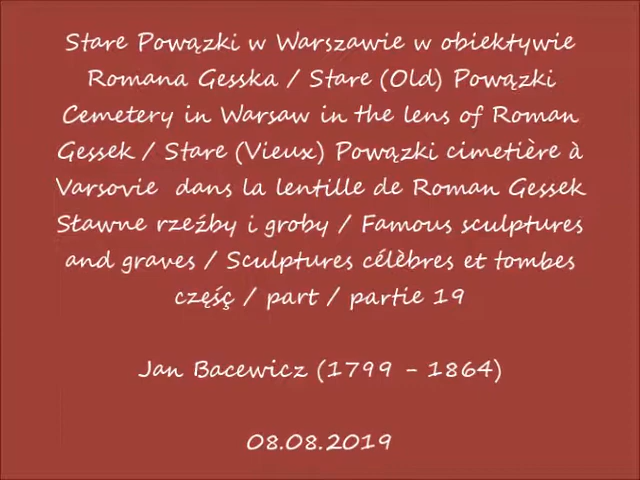 Stare Powązki w Warszawie w obiektywie
Romana Gesska / Stare (Old) Powązki
Cemetery in Warsaw in the lens of Roman
Gessek / Stare (Vieux) Powązki cimetière à
Varsovie dans la lentille de Roman Gessek
Sławne rzeźby i groby / Famous sculptures
and graves / Sculptures célèbres et tombes
częśç / part / partie 19
Jan Bacewicz (1799 - 1864)
08.08.2019